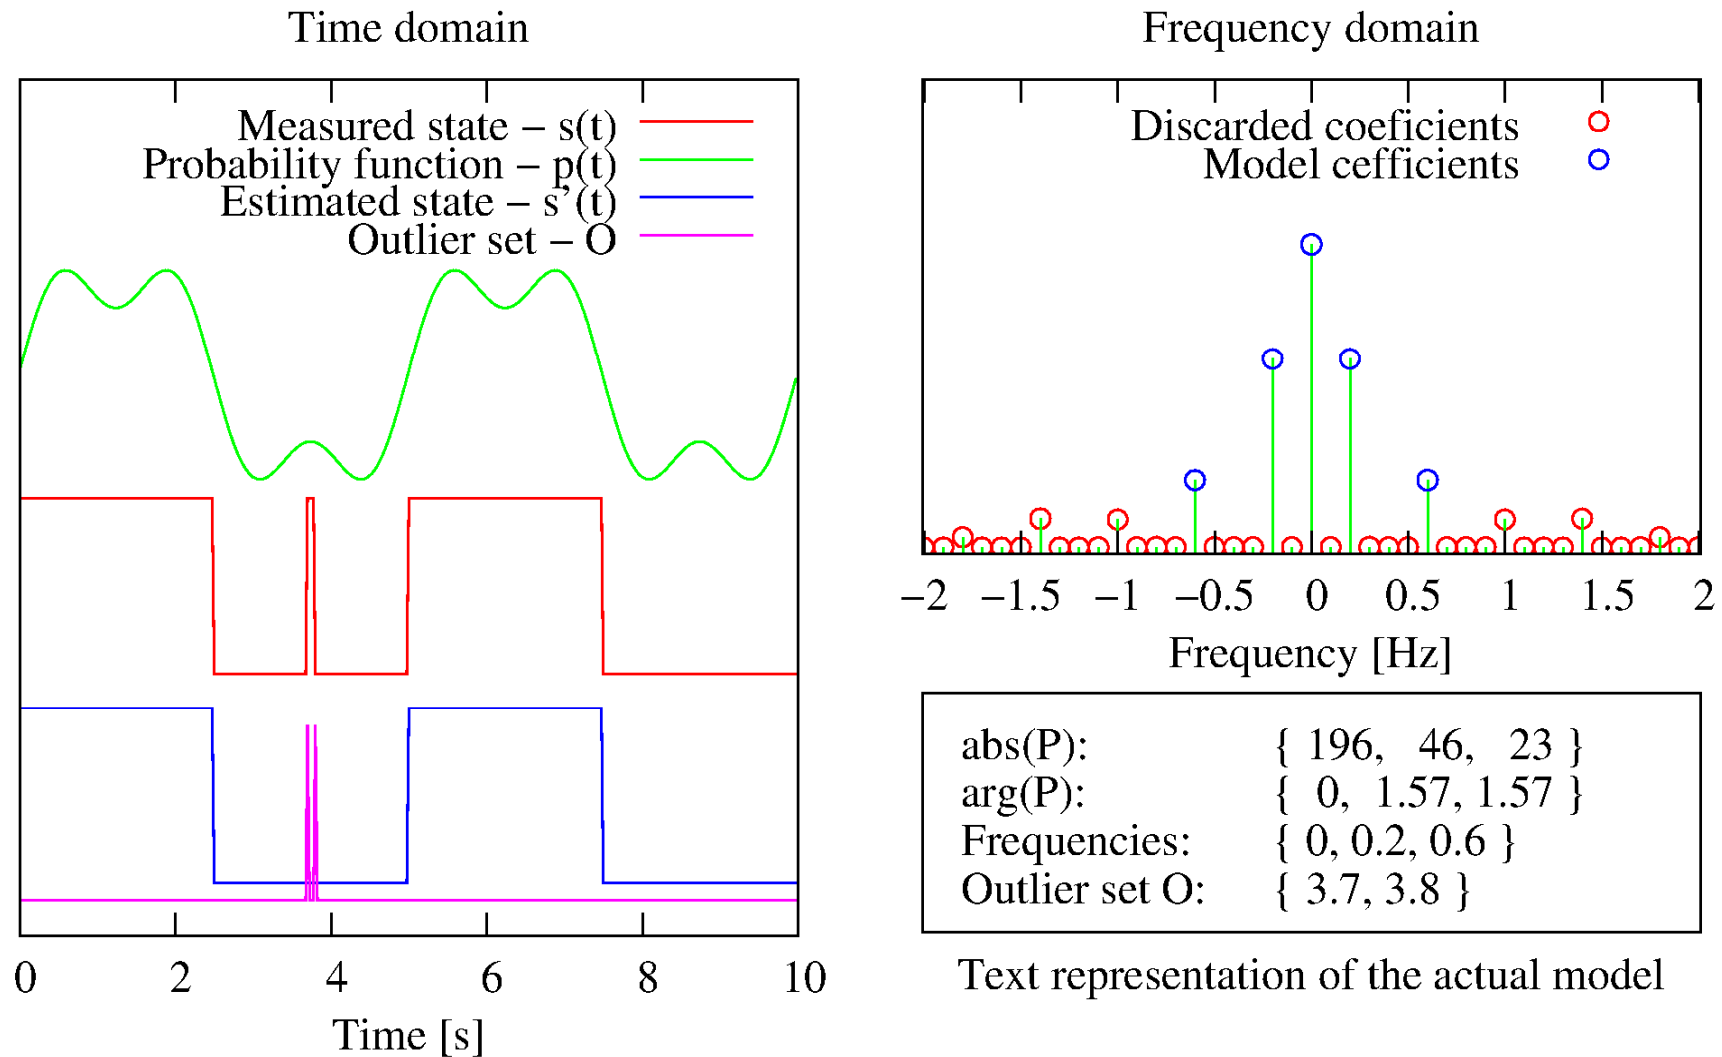 Time domain
Measured state – s(t)
Probability function – p(t)
Estimated state – s’(t)
Outlier set – O
0 2 4 6 8 10
Time [s]
Frequency domain
Discarded coeficients
Model cefficients
–2 –1.5 –1 –0.5 0 0.5 1 1.5 2
Frequency [Hz]
abs(P): { 196, 46, 23 }
arg(P): { 0, 1.57, 1.57 }
Frequencies: { 0, 0.2, 0.6 }
Outlier set O: { 3.7, 3.8 }
Text representation of the actual model